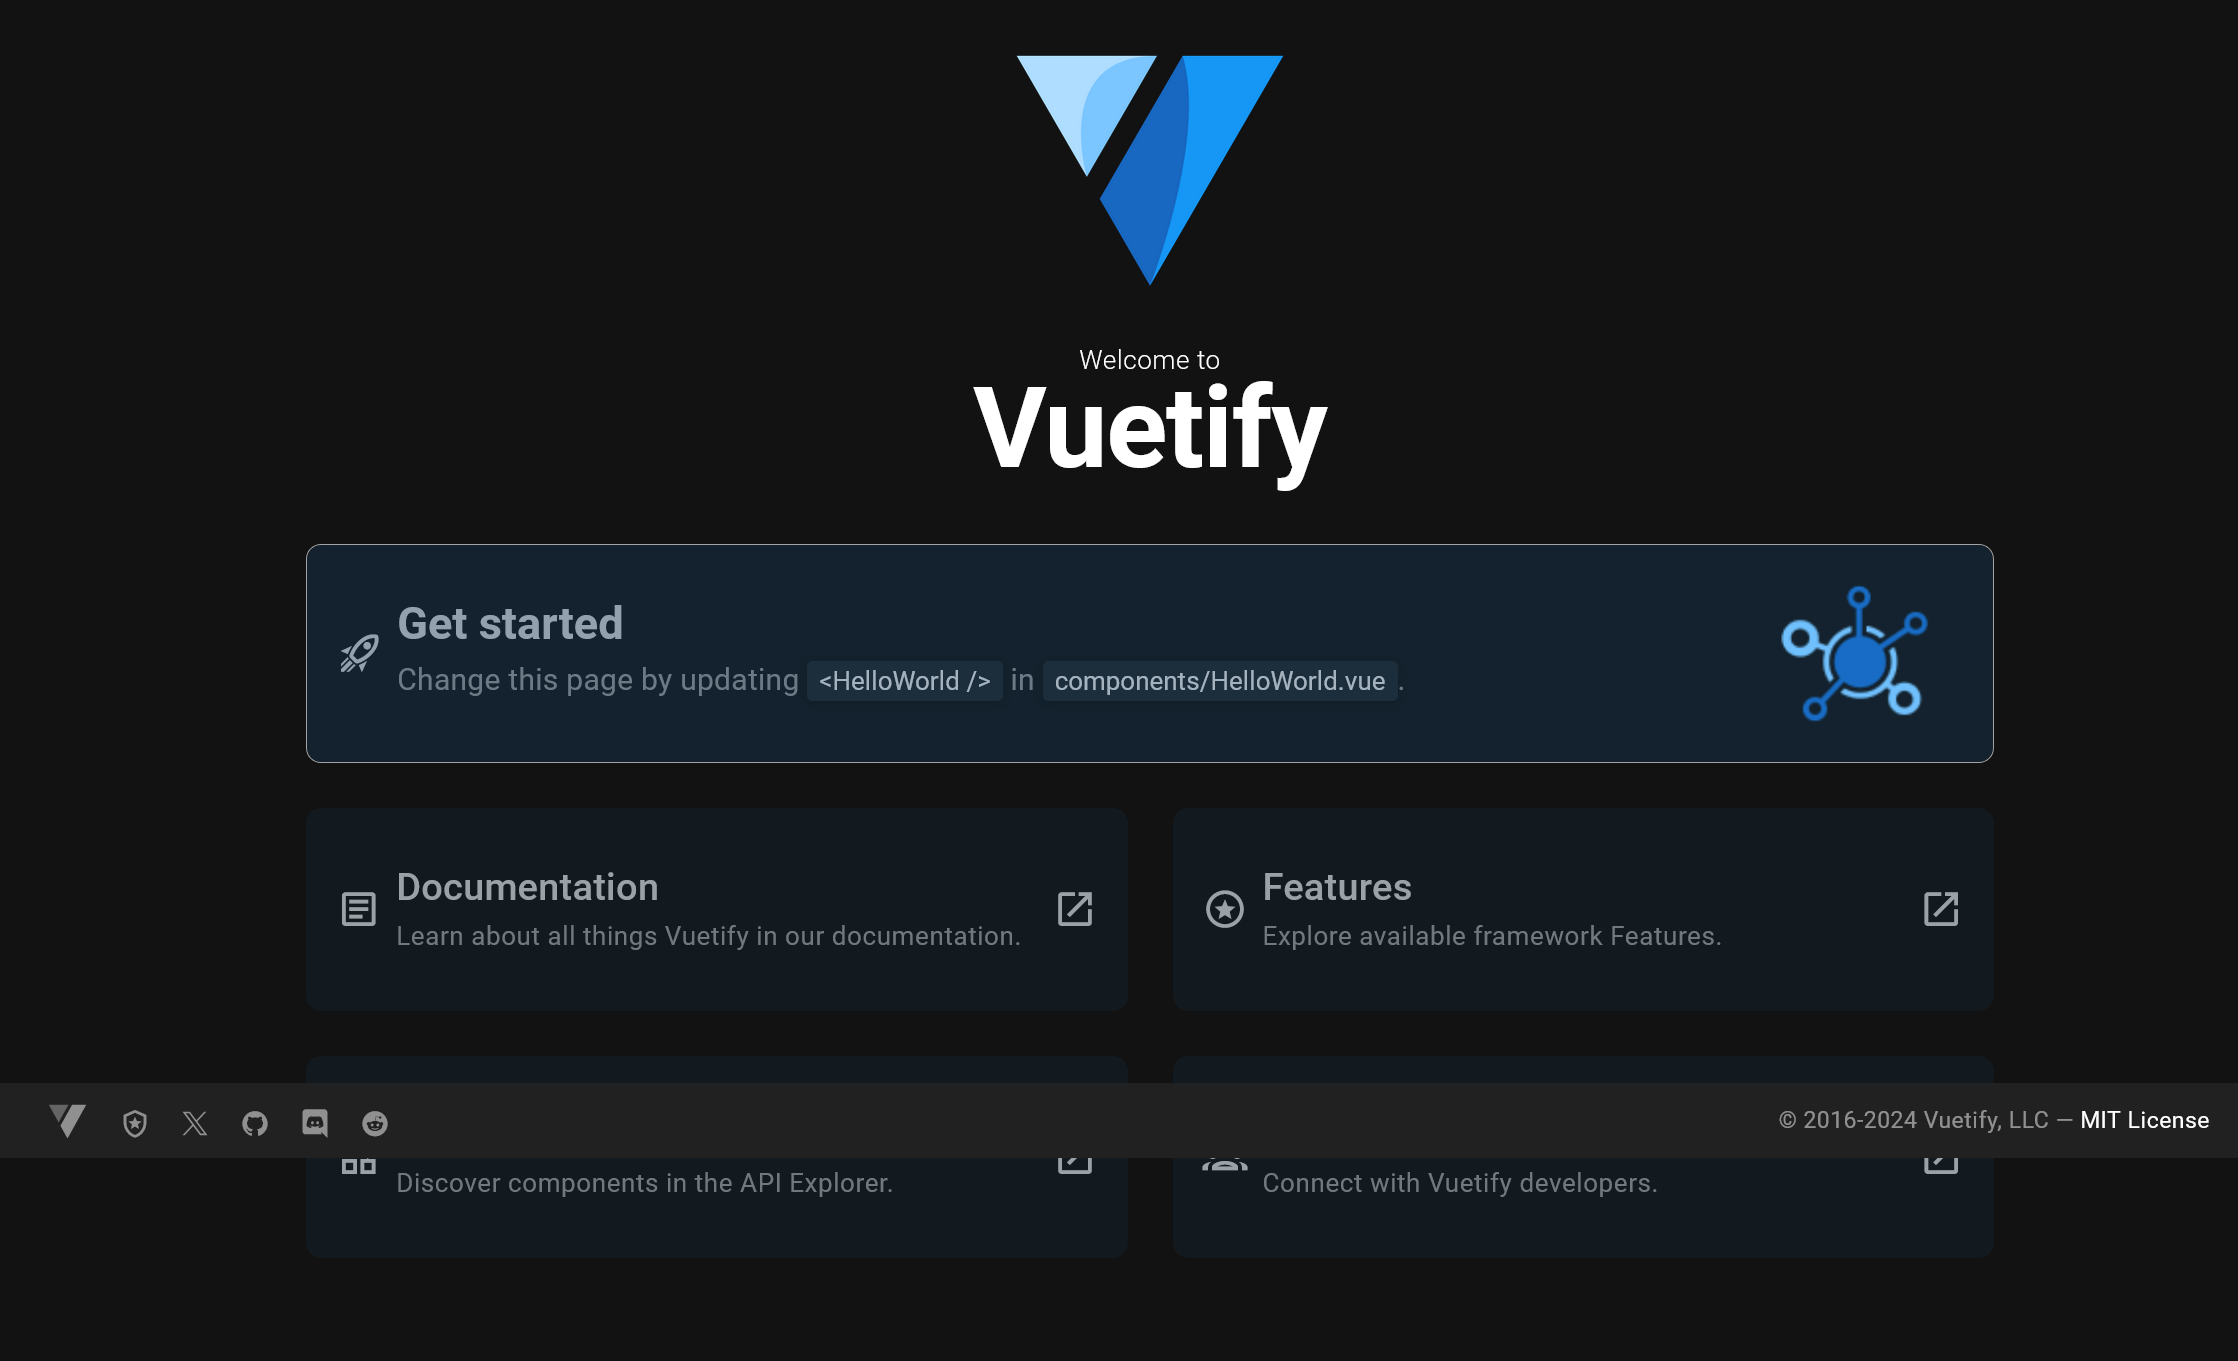 Welcome to
Vuetify
Get started
Change this page by updating <HelloWorld /> in components/HelloWorld.vue.
Documentation
Learn about all things Vuetify in our documentation.
Features
Explore available framework Features.
© 2016-2024 Vuetify, LLC — MIT License
Discover components in the API Explorer.
Connect with Vuetify developers.